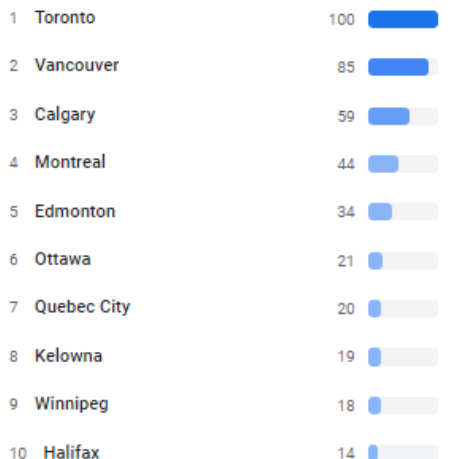 1 Toronto 100
2 Vancouver 85
3 Calgary 59
4 Montreal 44
5 Edmonton 34
6 Ottawa 21
7 Quebec City 20
8 Kelowna 19
9 Winnipeg 18
10 Halifax 14